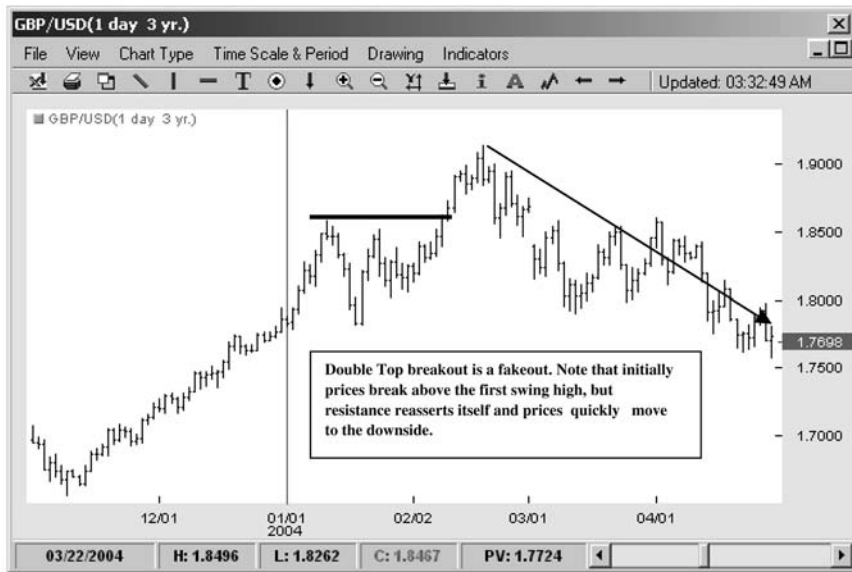 GBP/USD(1 day 3 yr.)
File View Chart Type Time Scale & Period Drawing Indicators
T i A Updated: 03:32:49 AM
GBP/USD(1 day 3 yr.)
1.9000
1.8500
1.8000
1.7698
1.7500
1.7000
Double Top breakout is a fakeout. Note that initially
prices break above the first swing high, but
resistance reasserts itself and prices quickly move
to the downside.
12/01 01/01 02/02 03/01 04/01
2004
03/22/2004 H: 1.8496 L: 1.8262 C: 1.8467 PV: 1.7724